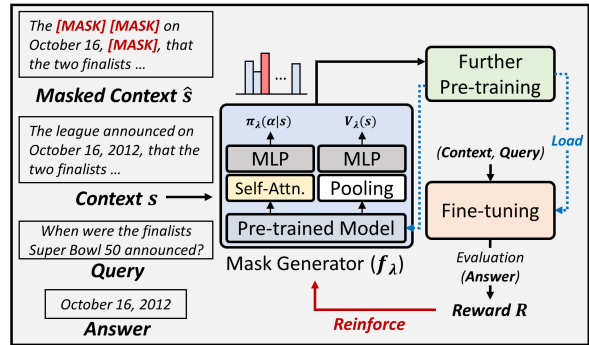 The [MASK] [MASK] on
October 16, [MASK], that
the two finalists ...
Masked Context ŝ
The league announced on
October 16, 2012, that the
two finalists ...
Context s
When were the finalists
Super Bowl 50 announced?
Query
October 16, 2012
Answer
...
π_λ(α|s)
V_λ(s)
MLP
MLP
Self-Attn.
Pooling
Pre-trained Model
Mask Generator (f_λ)
Further
Pre-training
Load
(Context, Query)
Fine-tuning
Evaluation
(Answer)
Reward R
Reinforce